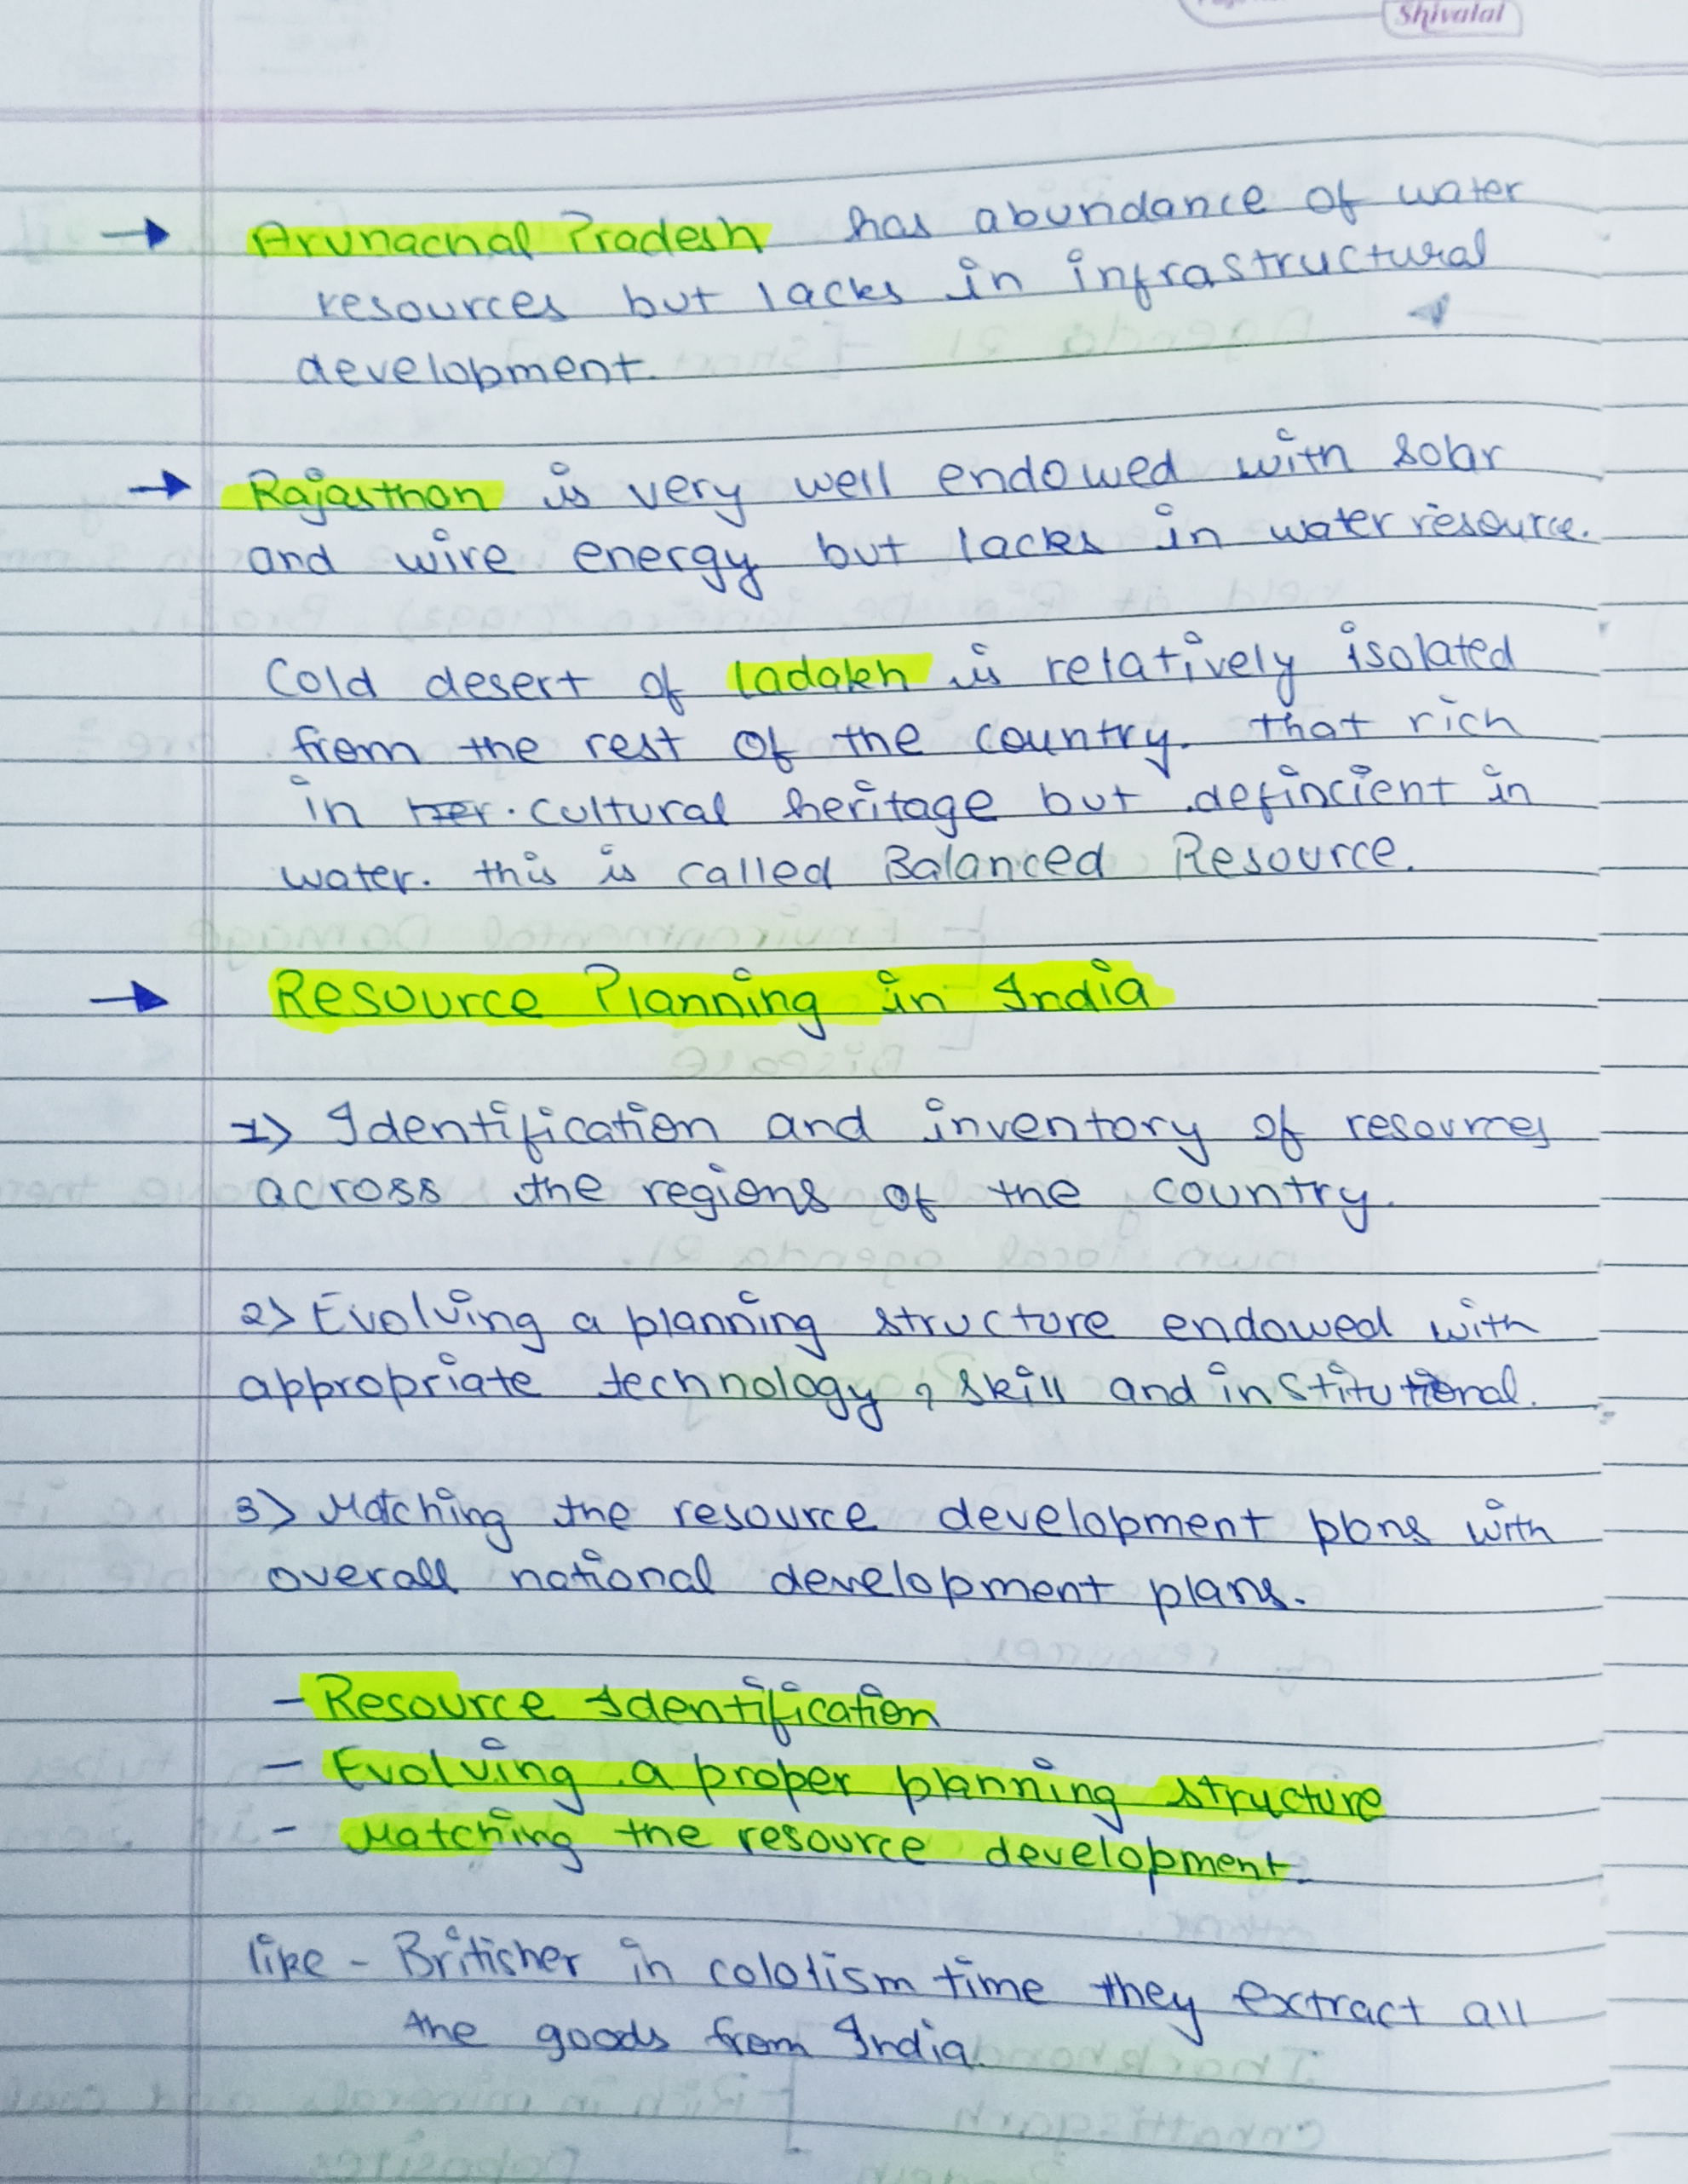 Shivalal
→ Arunachal Pradesh has abundance of water
resources but lacks in infrastructural
development.
→ Rajasthan is very well endowed with solar
and wire energy but lacks in water resource.
Cold desert of ladakh is relatively isolated
from the rest of the country. that rich
in her. cultural heritage but defincient in
water. this is called Balanced Resource.
→ Resource Planning in India
1> Identification and inventory of resources
across the regions of the country.
2> Evolving a planning structure endowed with
appropriate technology, skill and institutional.
3> Matching the resource development plans with
overall national development plans.
- Resource Identification
- Evolving a proper planning structure
- Matching the resource development.
like - Britisher in colotism time they extract all
the goods from India.